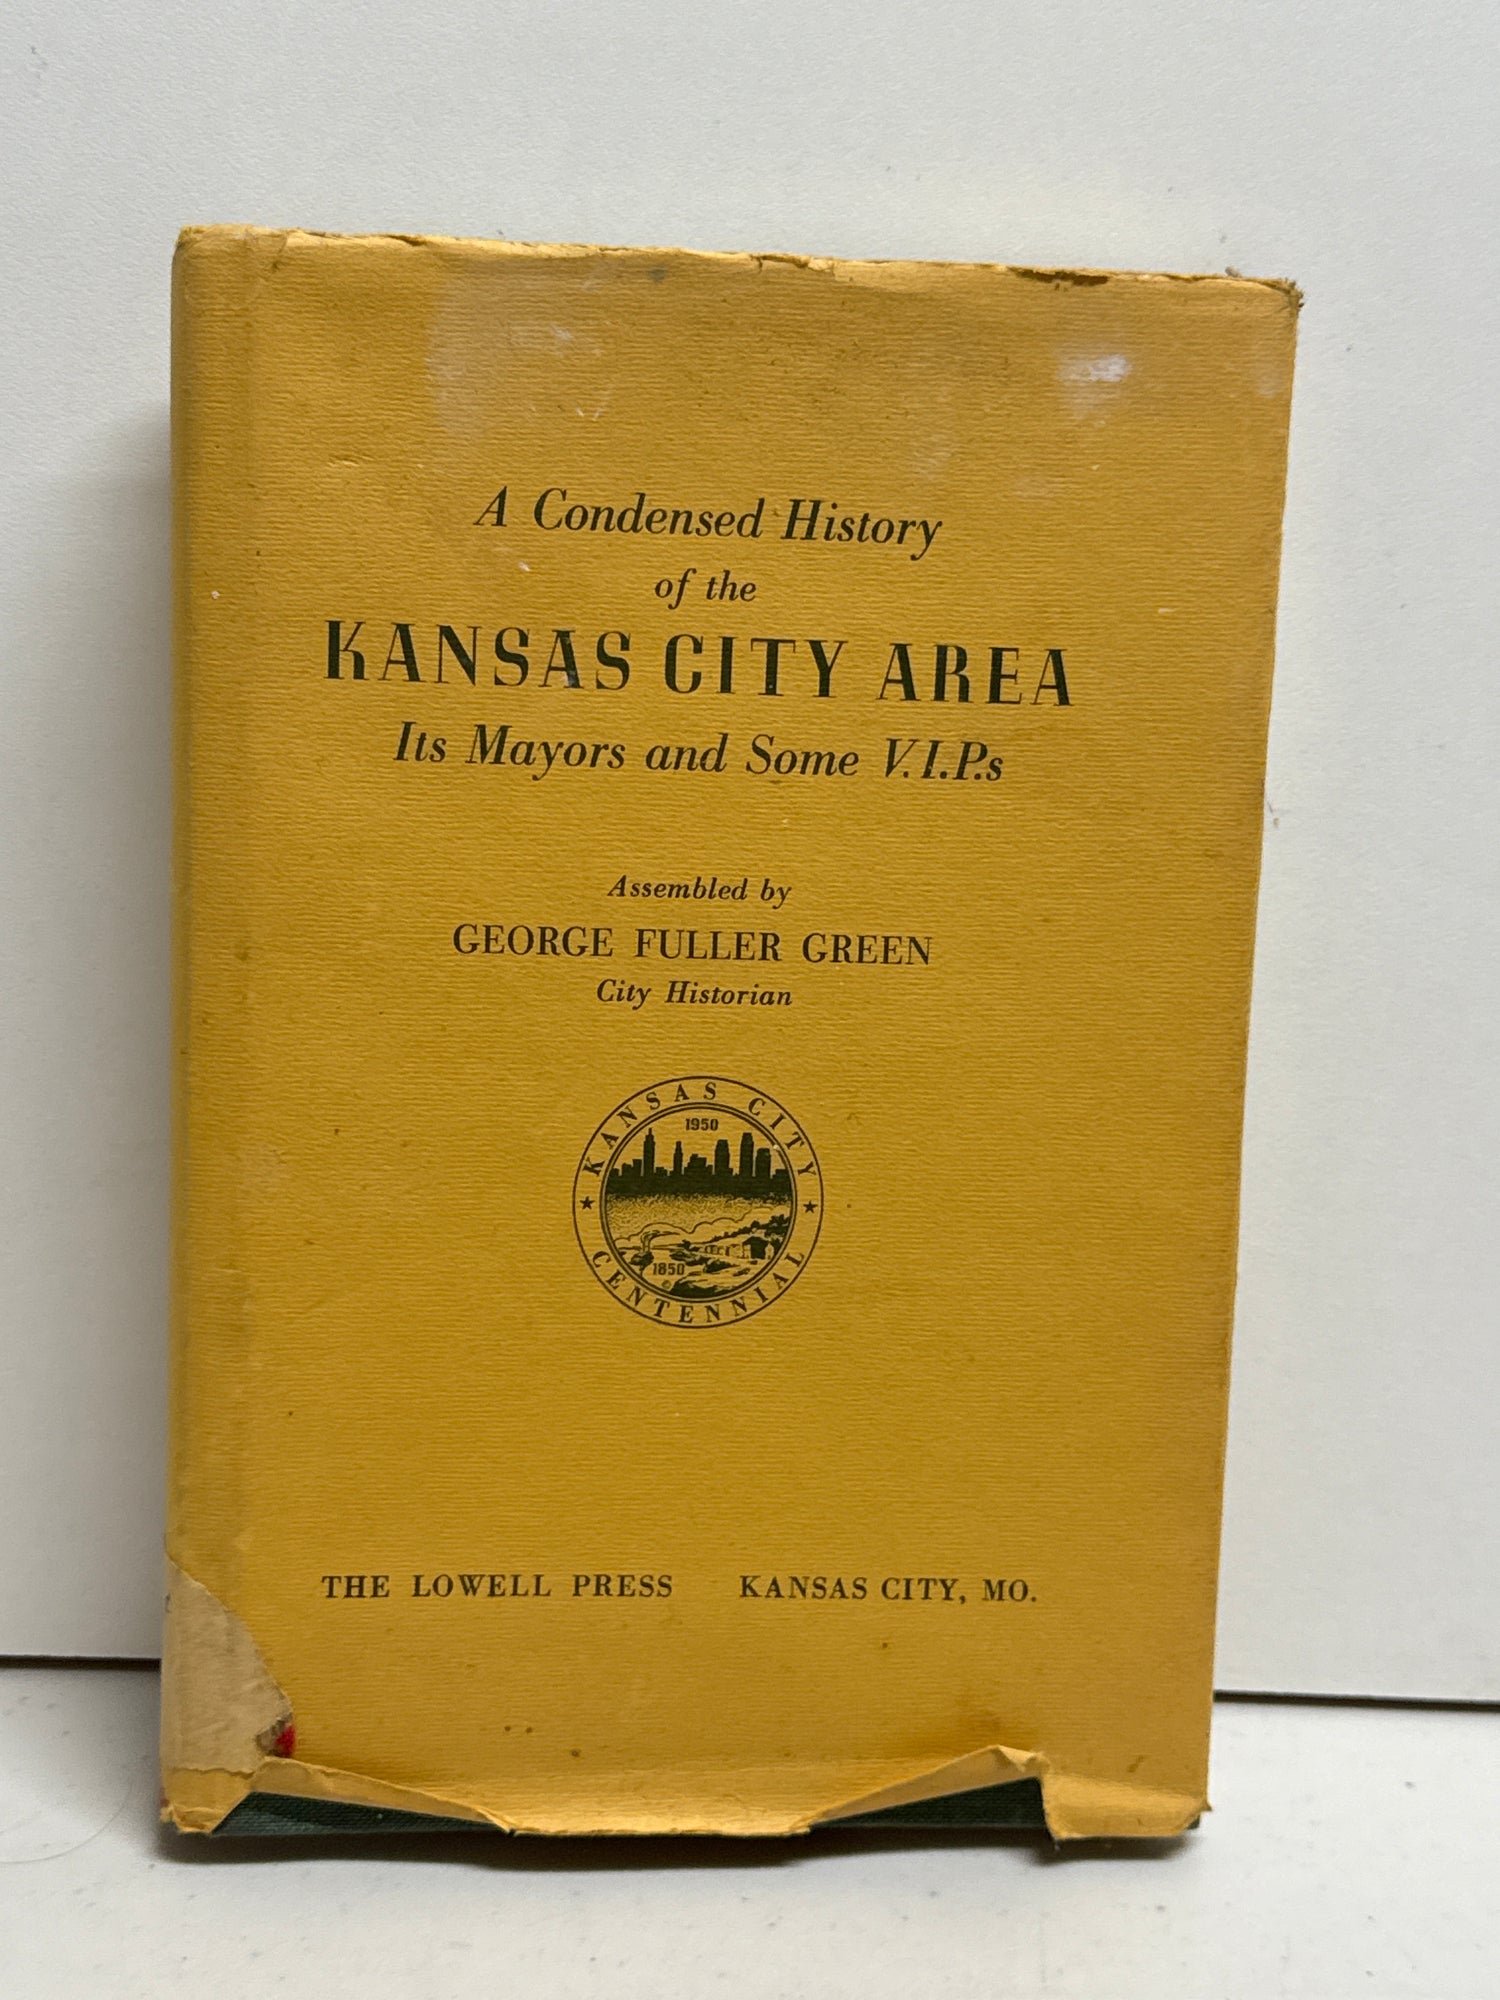 A Condensed History
of the
KANSAS CITY AREA
Its Mayors and Some V.I.P.s
Assembled by
GEORGE FULLER GREEN
City Historian
KANSAS CITY
1950
1850
©
★ CENTENNIAL ★
THE LOWELL PRESS KANSAS CITY, MO.